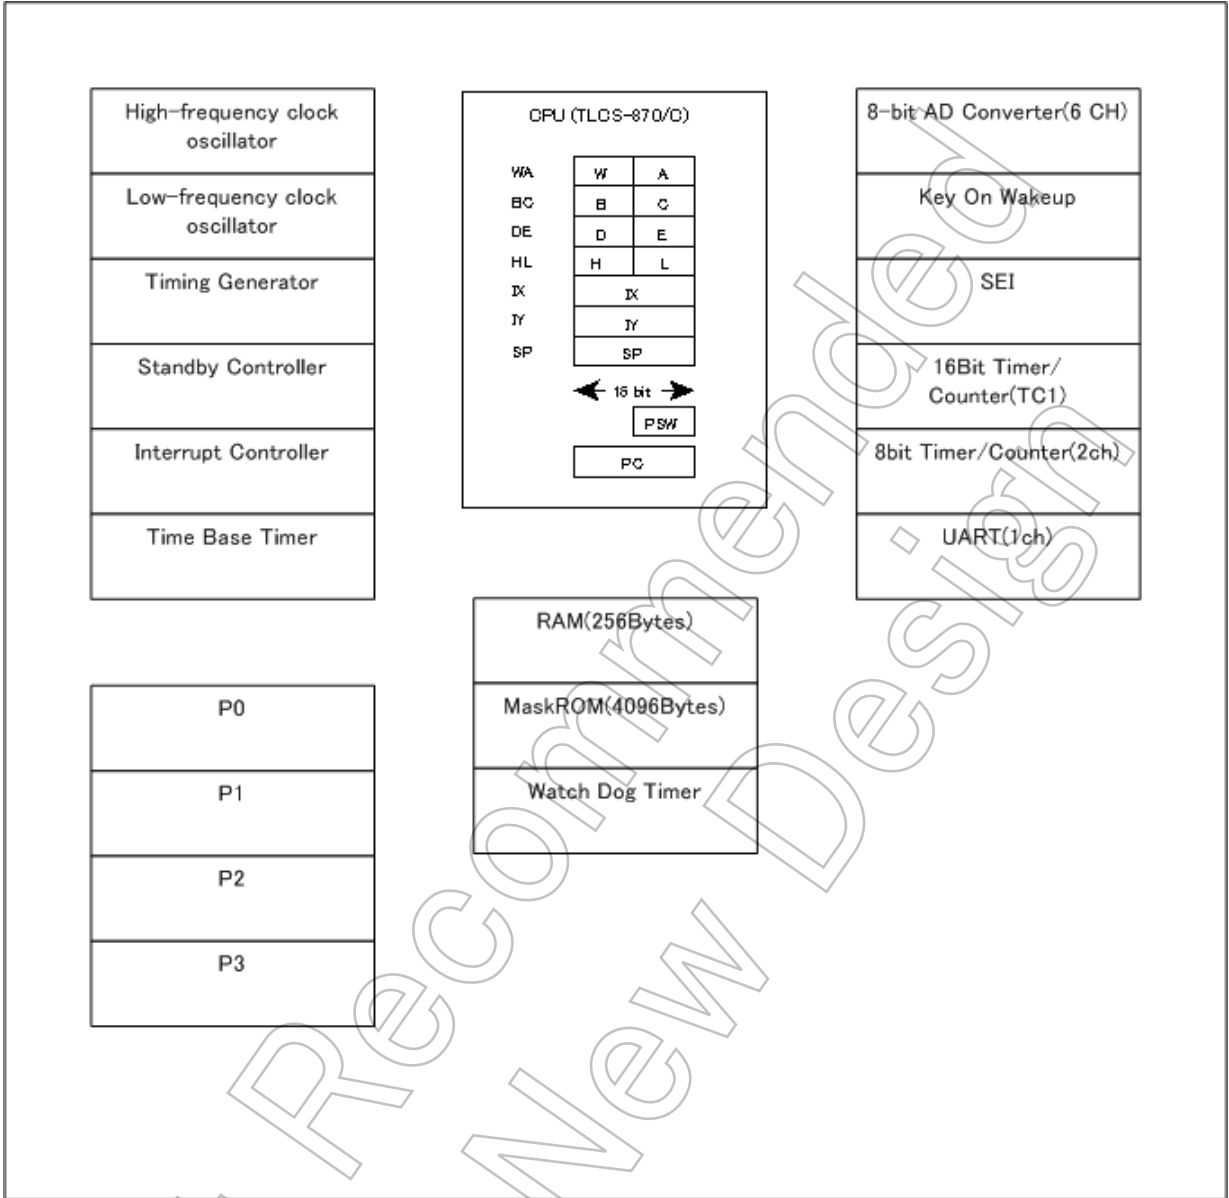 High-frequency clock
oscillator
Low-frequency clock
oscillator
Timing Generator
Standby Controller
Interrupt Controller
Time Base Timer
P0
P1
P2
P3
CPU (TLCS-870/C)
WA W A
BC B C
DE D E
HL H L
IX IX
IY IY
SP SP
16 bit
PSW
PC
RAM(256Bytes)
MaskROM(4096Bytes)
Watch Dog Timer
8-bit AD Converter(6 CH)
Key On Wakeup
SEI
16Bit Timer/
Counter(TC1)
8bit Timer/Counter(2ch)
UART(1ch)
Recommended
New Design